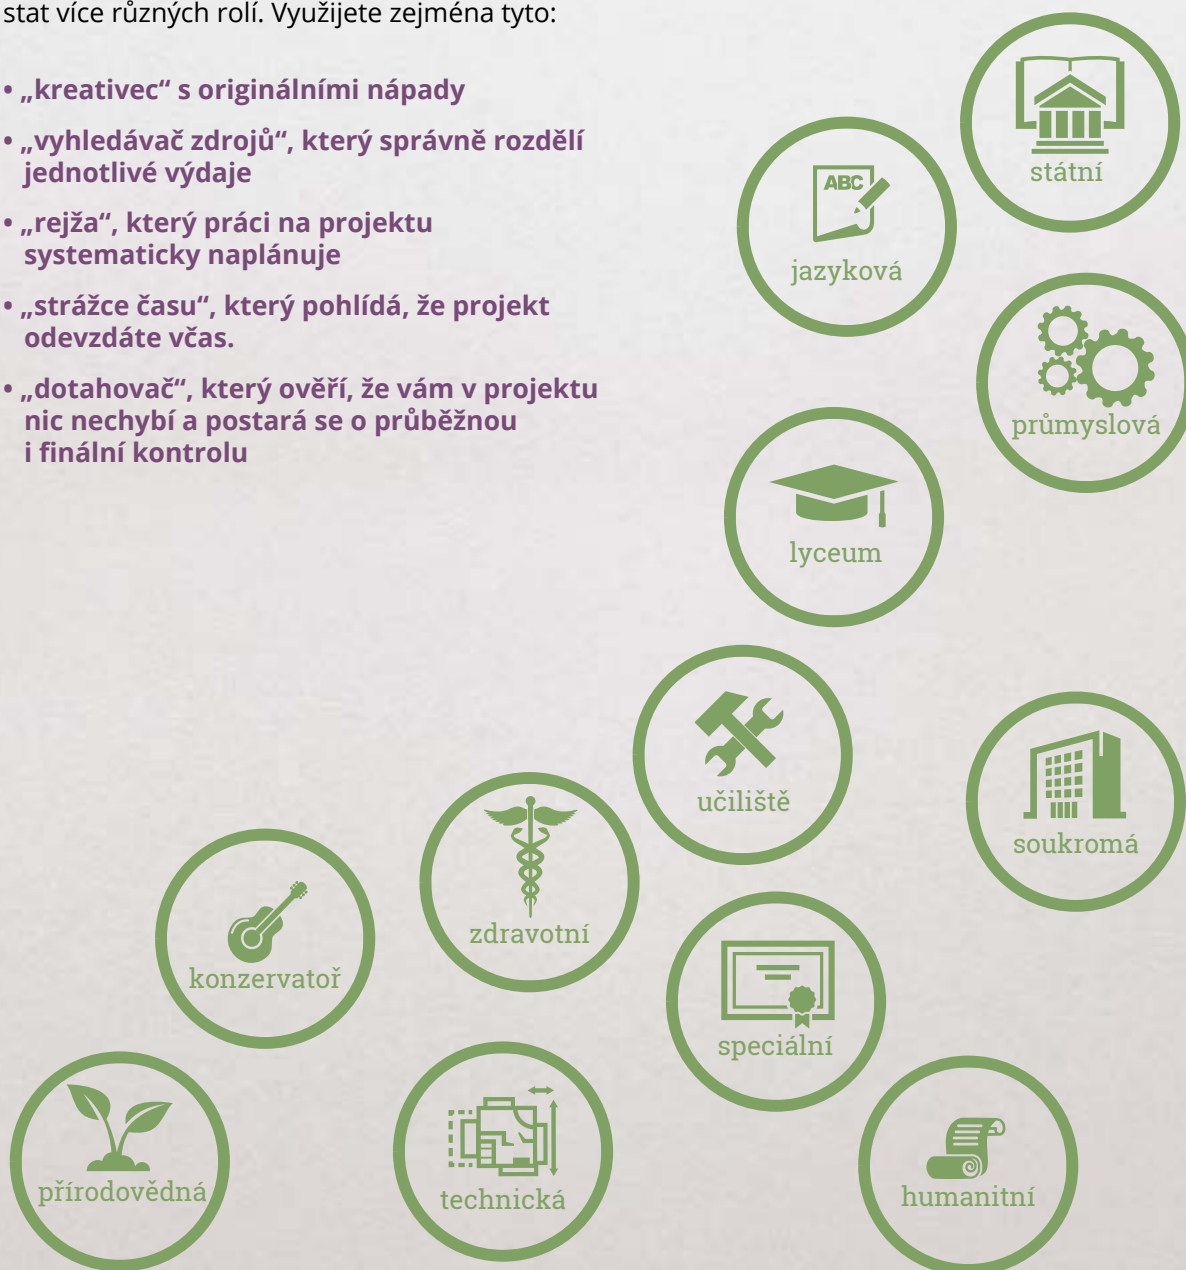 stat více různých rolí. Využijete zejména tyto:
• „kreativec“ s originálními nápady
• „vyhledávač zdrojů“, který správně rozdělí
jednotlivé výdaje
• „rejža“, který práci na projektu
systematicky naplánuje
• „strážce času“, který pohlídá, že projekt
odevzdáte včas.
• „dotahovač“, který ověří, že vám v projektu
nic nechybí a postará se o průběžnou
i finální kontrolu
státní
ABC
jazyková
průmyslová
lyceum
učiliště
soukromá
zdravotní
konzervatoř
speciální
přírodovědná
technická
humanitní